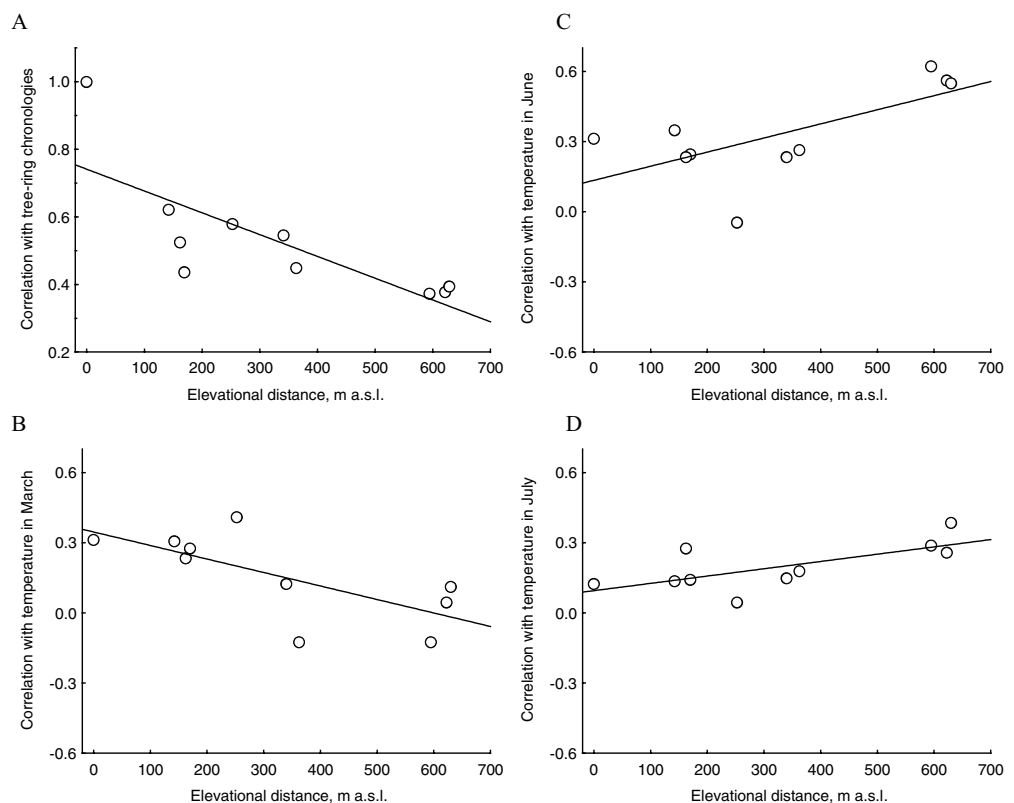 A
Correlation with tree-ring chronologies
1.0
0.8
0.6
0.4
0.2
0 100 200 300 400 500 600 700
Elevational distance, m a.s.l.
B
Correlation with temperature in March
0.6
0.3
0.0
-0.3
-0.6
0 100 200 300 400 500 600 700
Elevational distance, m a.s.l.
C
Correlation with temperature in June
0.6
0.3
0.0
-0.3
-0.6
0 100 200 300 400 500 600 700
Elevational distance, m a.s.l.
D
Correlation with temperature in July
0.6
0.3
0.0
-0.3
-0.6
0 100 200 300 400 500 600 700
Elevational distance, m a.s.l.